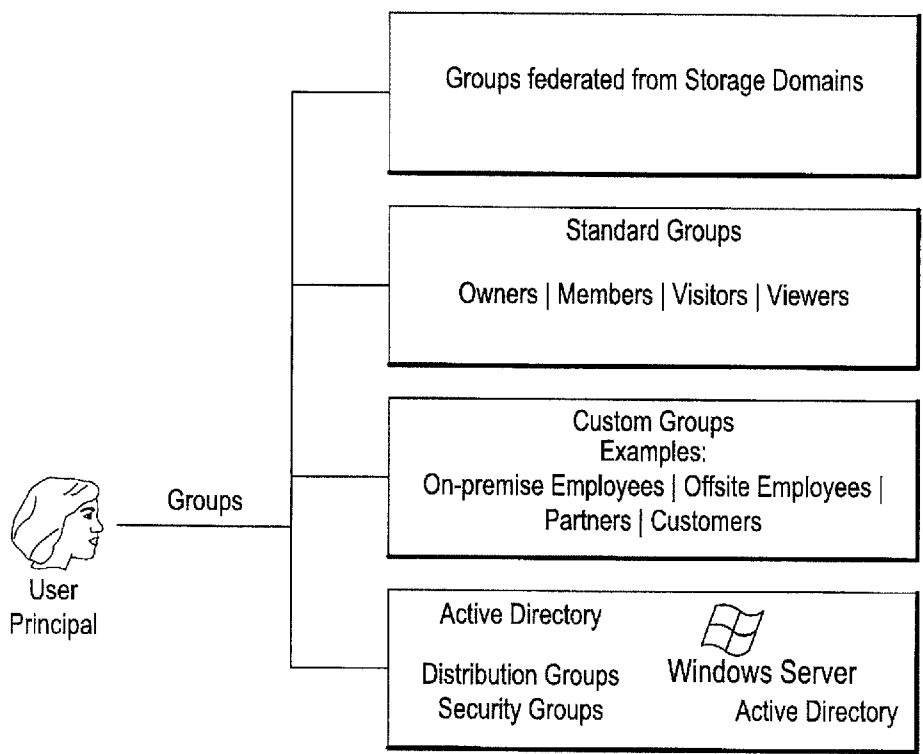 Groups federated from Storage Domains
Standard Groups
Owners | Members | Visitors | Viewers
Custom Groups
Examples:
On-premise Employees | Offsite Employees |
Partners | Customers
Groups
User
Principal
Active Directory
Distribution Groups
Security Groups
Windows Server
Active Directory